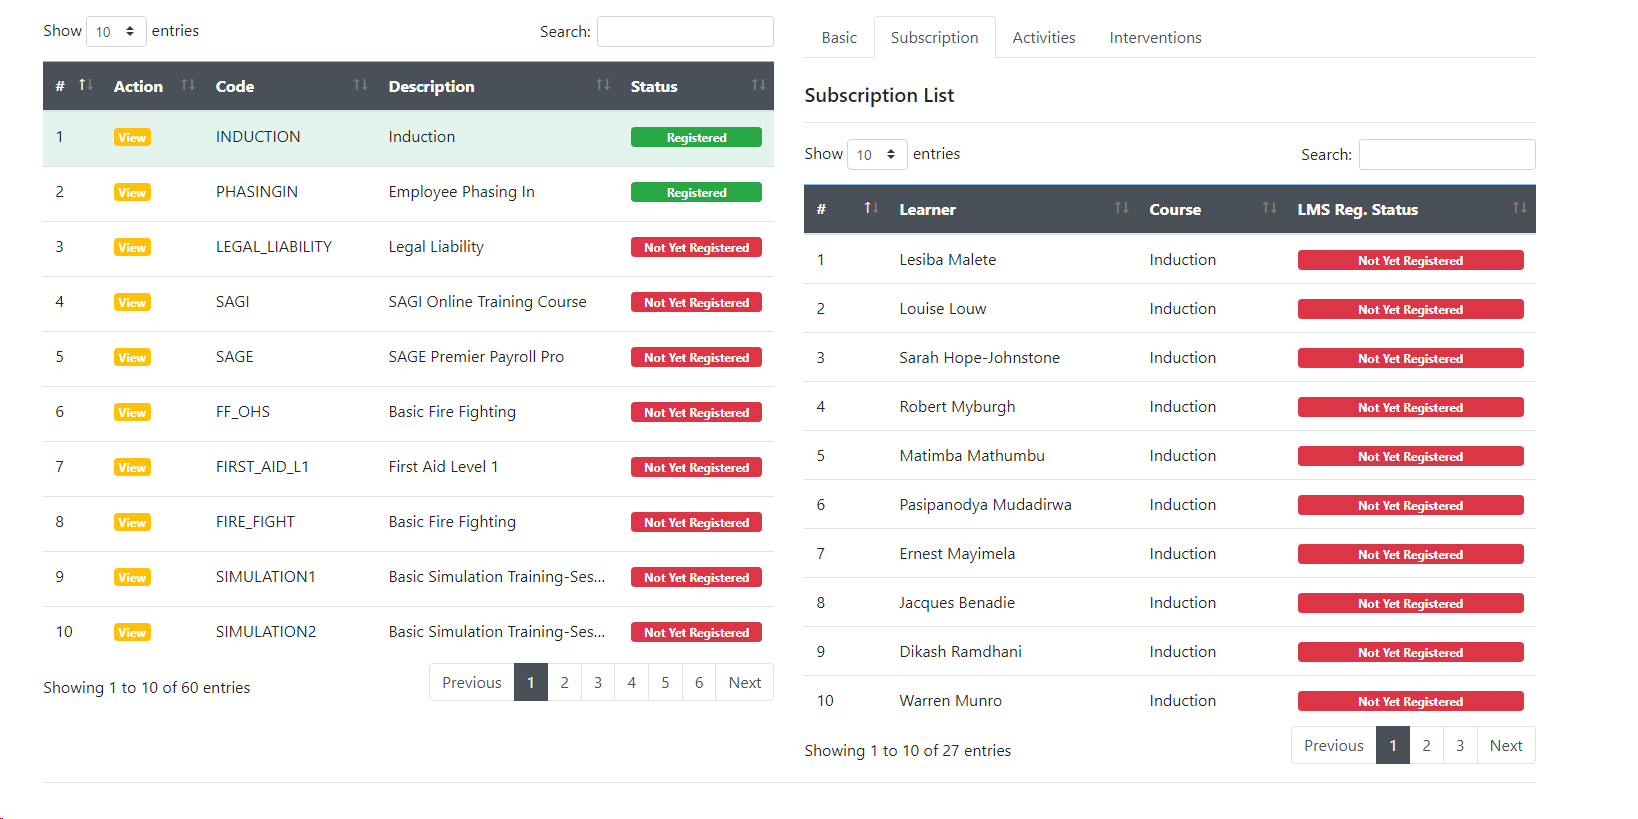 Show 10 entries Search:
# Action Code Description Status
1 View INDUCTION Induction Registered
2 View PHASINGIN Employee Phasing In Registered
3 View LEGAL_LIABILITY Legal Liability Not Yet Registered
4 View SAGI SAGI Online Training Course Not Yet Registered
5 View SAGE SAGE Premier Payroll Pro Not Yet Registered
6 View FF_OHS Basic Fire Fighting Not Yet Registered
7 View FIRST_AID_L1 First Aid Level 1 Not Yet Registered
8 View FIRE_FIGHT Basic Fire Fighting Not Yet Registered
9 View SIMULATION1 Basic Simulation Training-Ses... Not Yet Registered
10 View SIMULATION2 Basic Simulation Training-Ses... Not Yet Registered
Showing 1 to 10 of 60 entries Previous 1 2 3 4 5 6 Next
Basic Subscription Activities Interventions
Subscription List
Show 10 entries Search:
# Learner Course LMS Reg. Status
1 Lesiba Malete Induction Not Yet Registered
2 Louise Louw Induction Not Yet Registered
3 Sarah Hope-Johnstone Induction Not Yet Registered
4 Robert Myburgh Induction Not Yet Registered
5 Matimba Mathumbu Induction Not Yet Registered
6 Pasipanodya Mudadirwa Induction Not Yet Registered
7 Ernest Mayimela Induction Not Yet Registered
8 Jacques Benadie Induction Not Yet Registered
9 Dikash Ramdhani Induction Not Yet Registered
10 Warren Munro Induction Not Yet Registered
Showing 1 to 10 of 27 entries Previous 1 2 3 Next